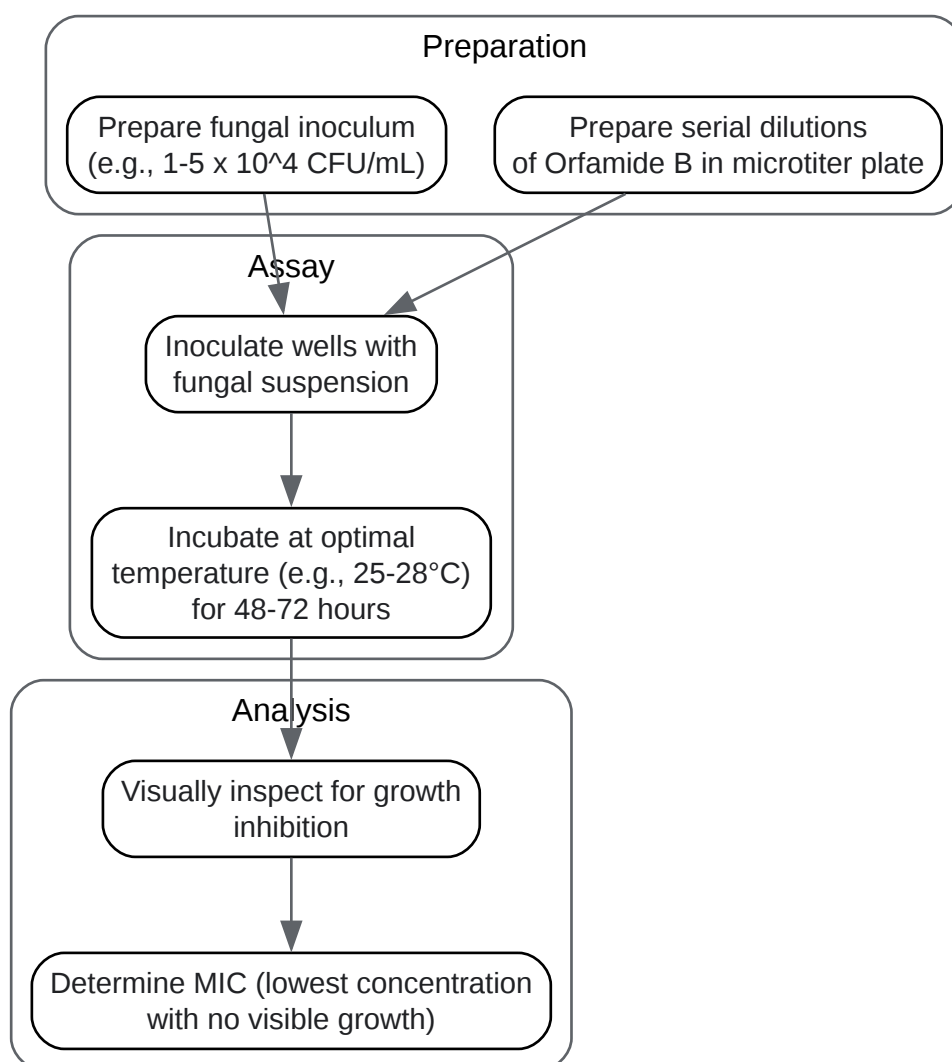 Preparation
Prepare fungal inoculum
(e.g., 1-5 x 10^4 CFU/mL)
Prepare serial dilutions
of Orfamide B in microtiter plate
Assay
Inoculate wells with
fungal suspension
Incubate at optimal
temperature (e.g., 25-28°C)
for 48-72 hours
Analysis
Visually inspect for growth
inhibition
Determine MIC (lowest concentration
with no visible growth)